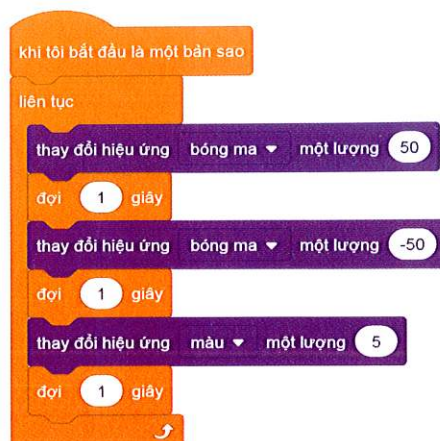 khi tôi bắt đầu là một bản sao
liên tục
thay đổi hiệu ứng bóng ma một lượng 50
đợi 1 giây
thay đổi hiệu ứng bóng ma một lượng -50
đợi 1 giây
thay đổi hiệu ứng màu một lượng 5
đợi 1 giây